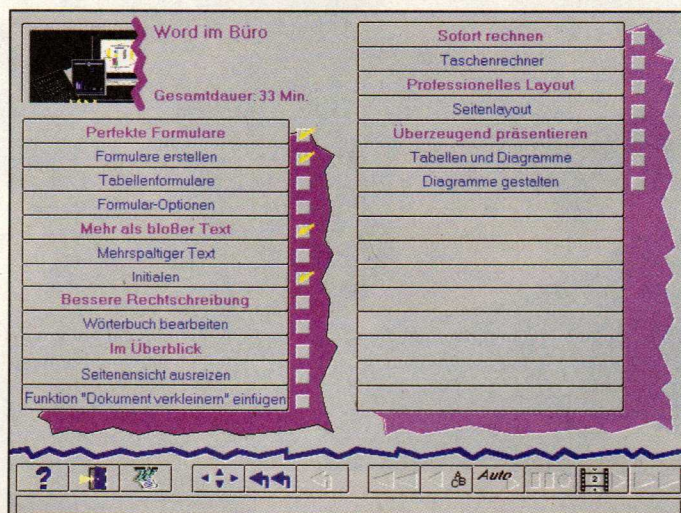 Word im Büro
Gesamtdauer: 33 Min.
Perfekte Formulare
Formulare erstellen
Tabellenformulare
Formular-Optionen
Mehr als bloßer Text
Mehrspaltiger Text
Initialen
Bessere Rechtschreibung
Wörterbuch bearbeiten
Im Überblick
Seitenansicht ausreizen
Funktion "Dokument verkleinern" einfügen
Sofort rechnen
Taschenrechner
Professionelles Layout
Seitenlayout
Überzeugend präsentieren
Tabellen und Diagramme
Diagramme gestalten
?
A
B
Auto
2